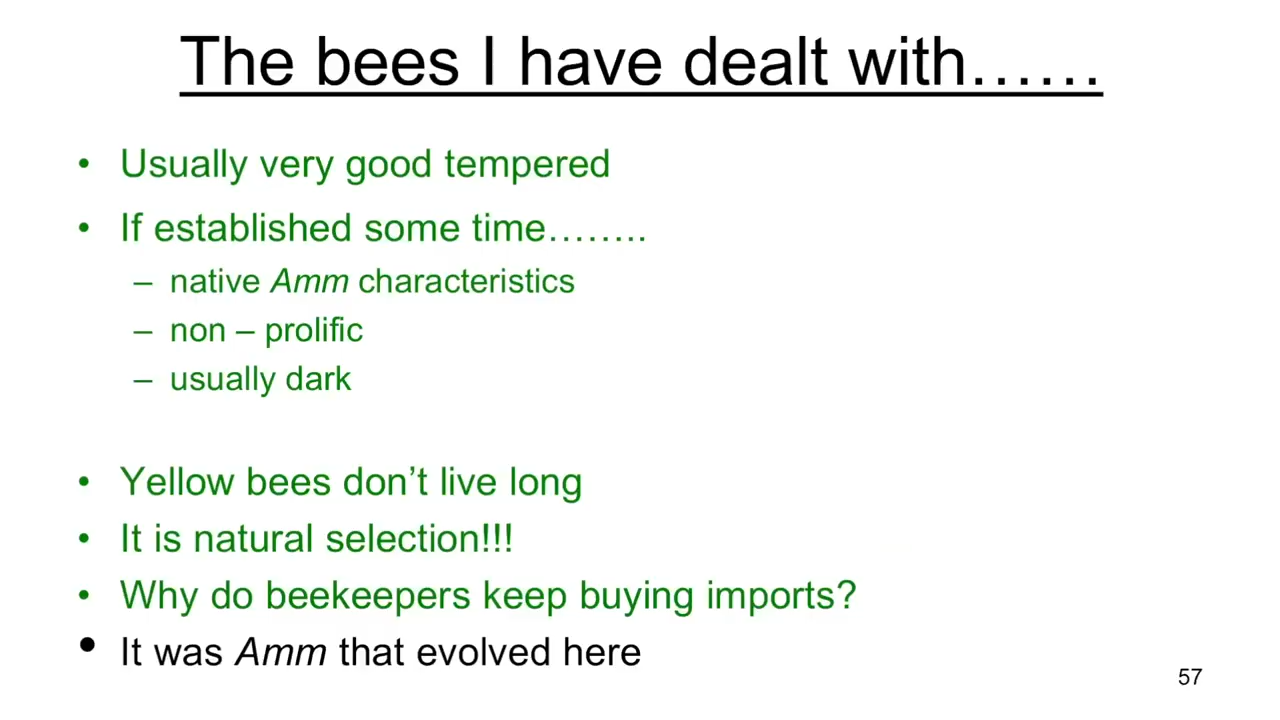 The bees I have dealt with……
• Usually very good tempered
• If established some time……..
– native Amm characteristics
– non – prolific
– usually dark
• Yellow bees don’t live long
• It is natural selection!!!
• Why do beekeepers keep buying imports?
• It was Amm that evolved here
57